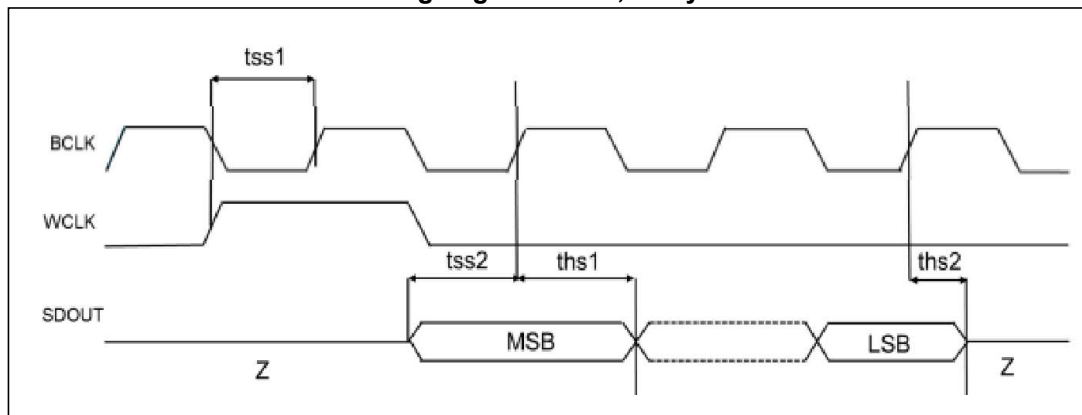 tss1
BCLK
WCLK
tss2
ths1
ths2
SDOUT
MSB
LSB
Z
Z